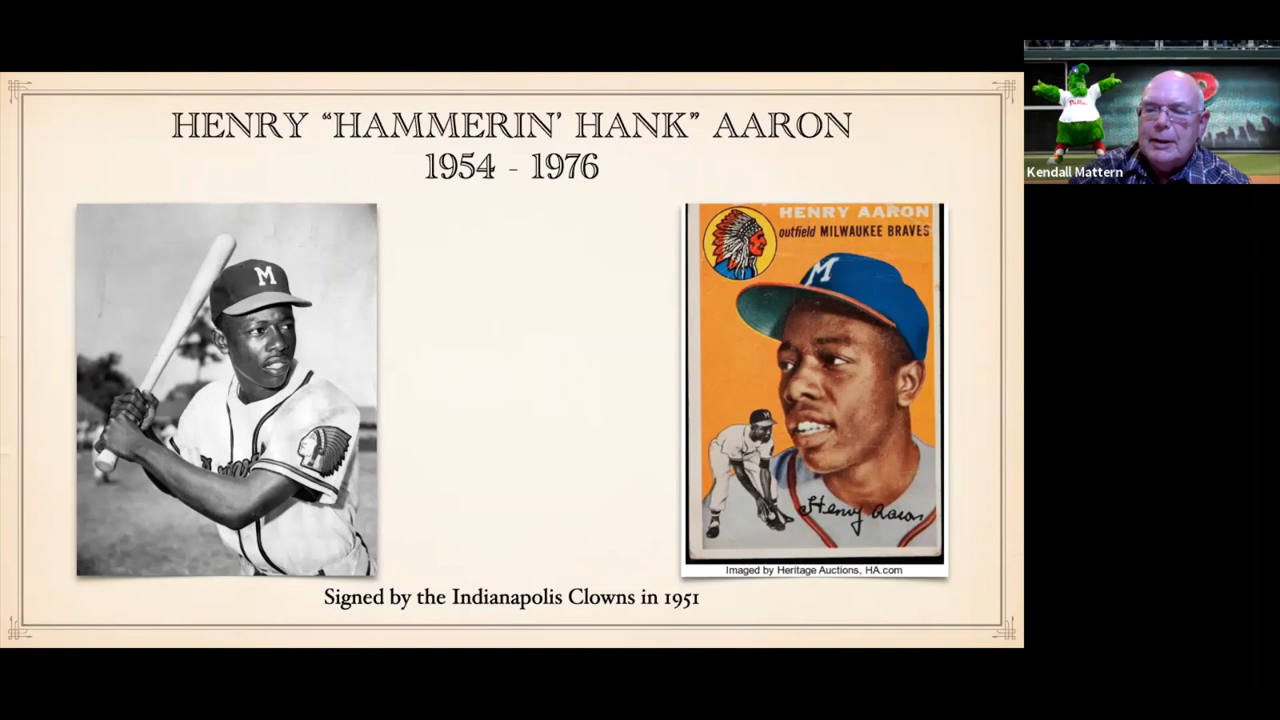 HENRY “HAMMERIN’ HANK” AARON
1954 - 1976
M
HENRY AARON
outfield MILWAUKEE BRAVES
M
Henry Aaron
Imaged by Heritage Auctions, HA.com
Signed by the Indianapolis Clowns in 1951
Phillies
Kendall Mattern